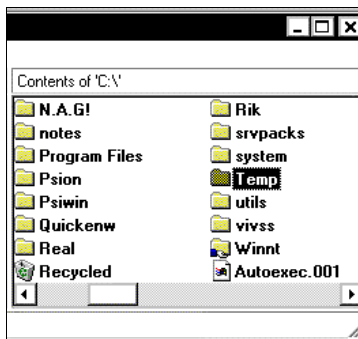 Contents of 'C:\'
N.A.G!
notes
Program Files
Psion
Psiwin
Quickenw
Real
Recycled
Rik
srvpacks
system
Temp
utils
vivss
Winnt
Autoexec.001